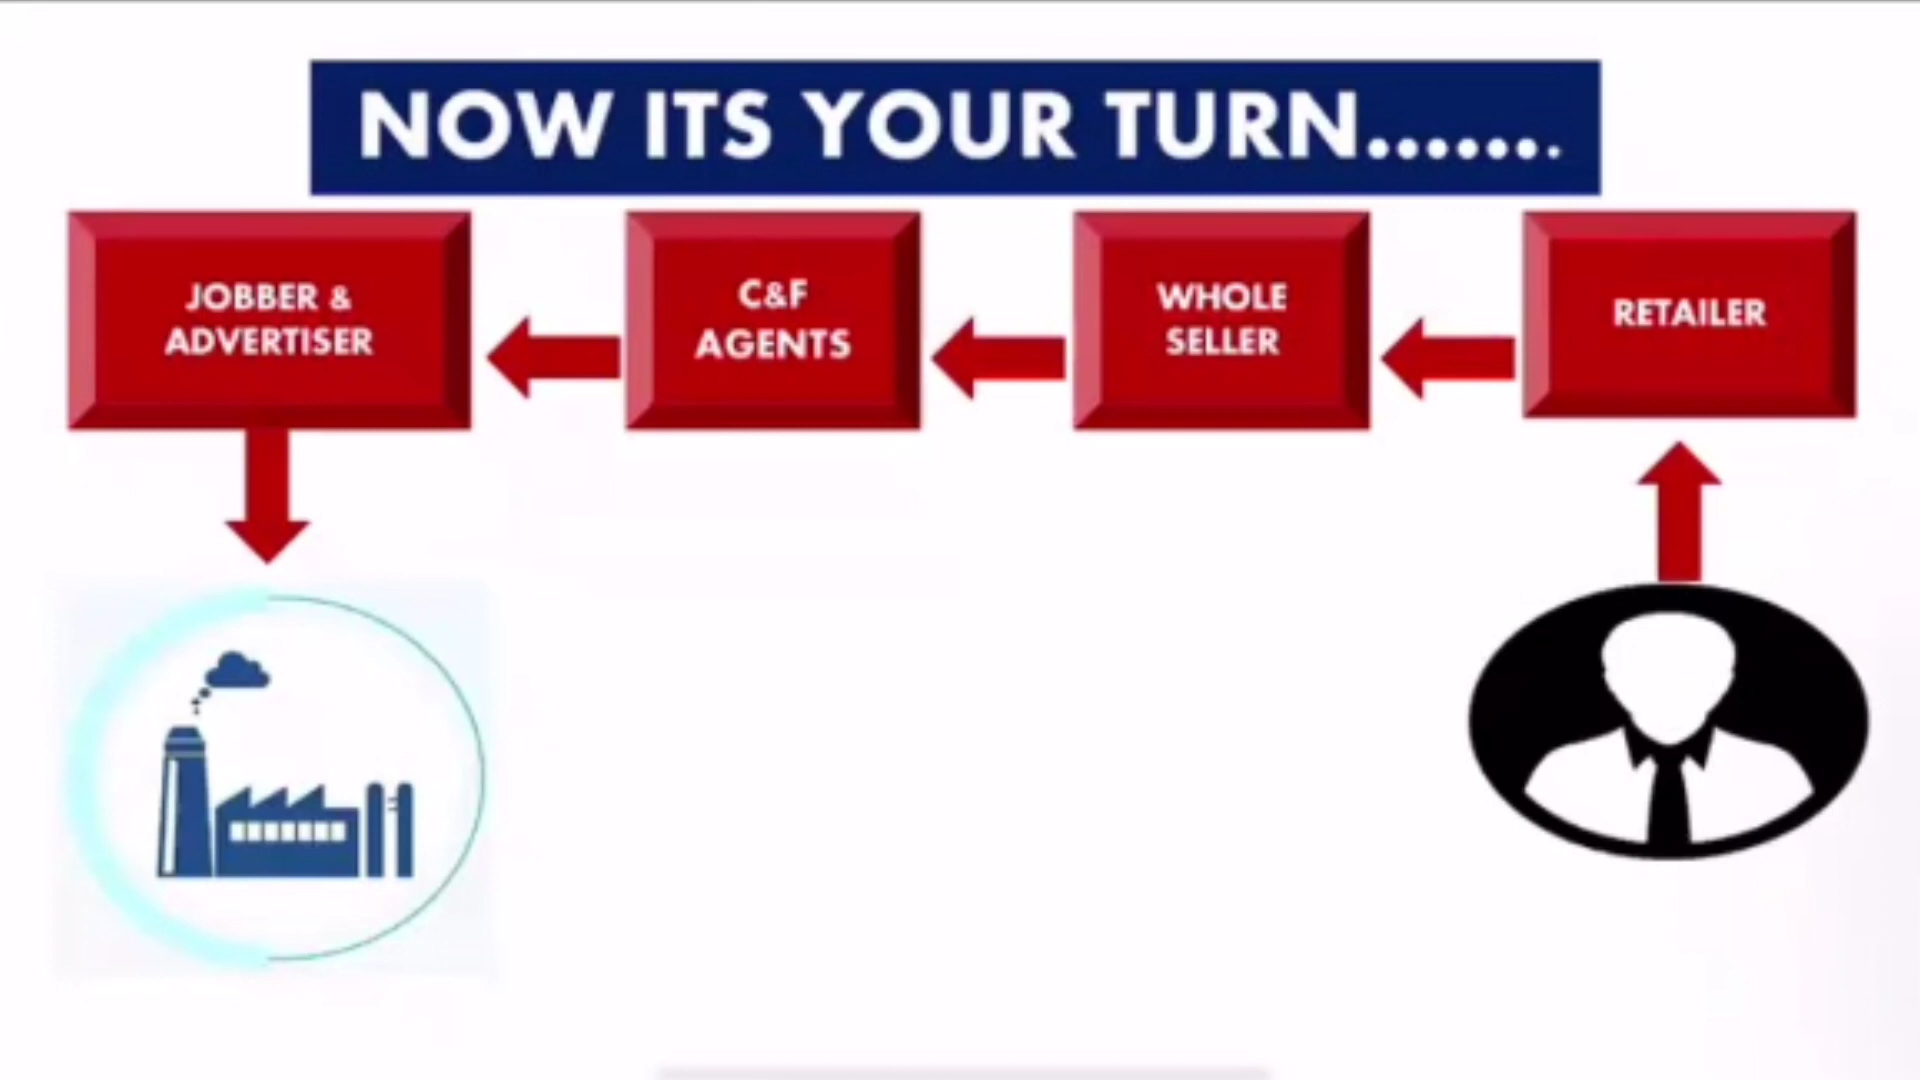 NOW ITS YOUR TURN.......
JOBBER &
ADVERTISER
C&F
AGENTS
WHOLE
SELLER
RETAILER